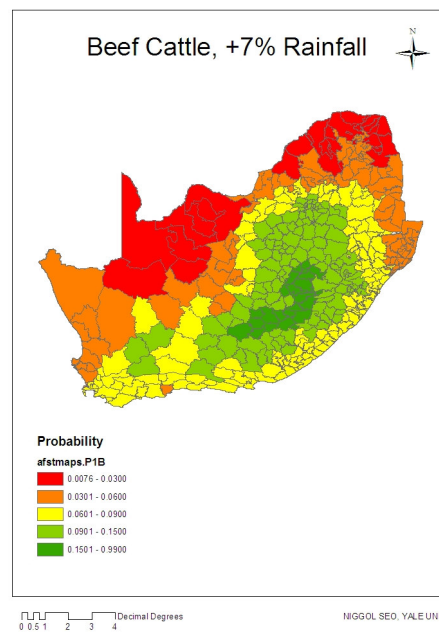 Beef Cattle, +7% Rainfall
N
Probability
afstmaps.P1B
0.0076 - 0.0300
0.0301 - 0.0600
0.0601 - 0.0900
0.0901 - 0.1500
0.1501 - 0.9900
Decimal Degrees
0 0.5 1 2 3 4
NIGGOL SEO, YALE UN